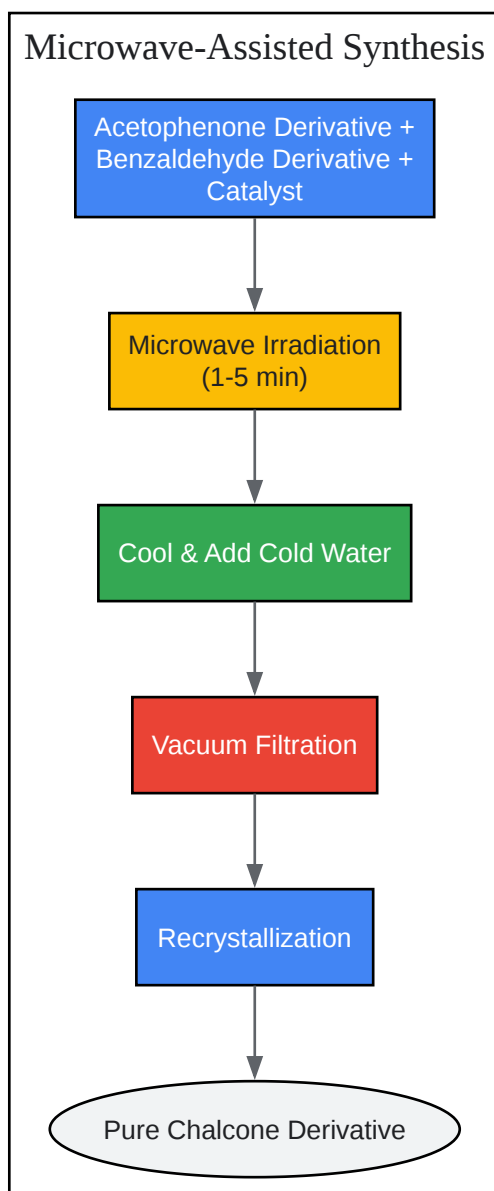 Microwave-Assisted Synthesis
Acetophenone Derivative +
Benzaldehyde Derivative +
Catalyst
Microwave Irradiation
(1-5 min)
Cool & Add Cold Water
Vacuum Filtration
Recrystallization
Pure Chalcone Derivative